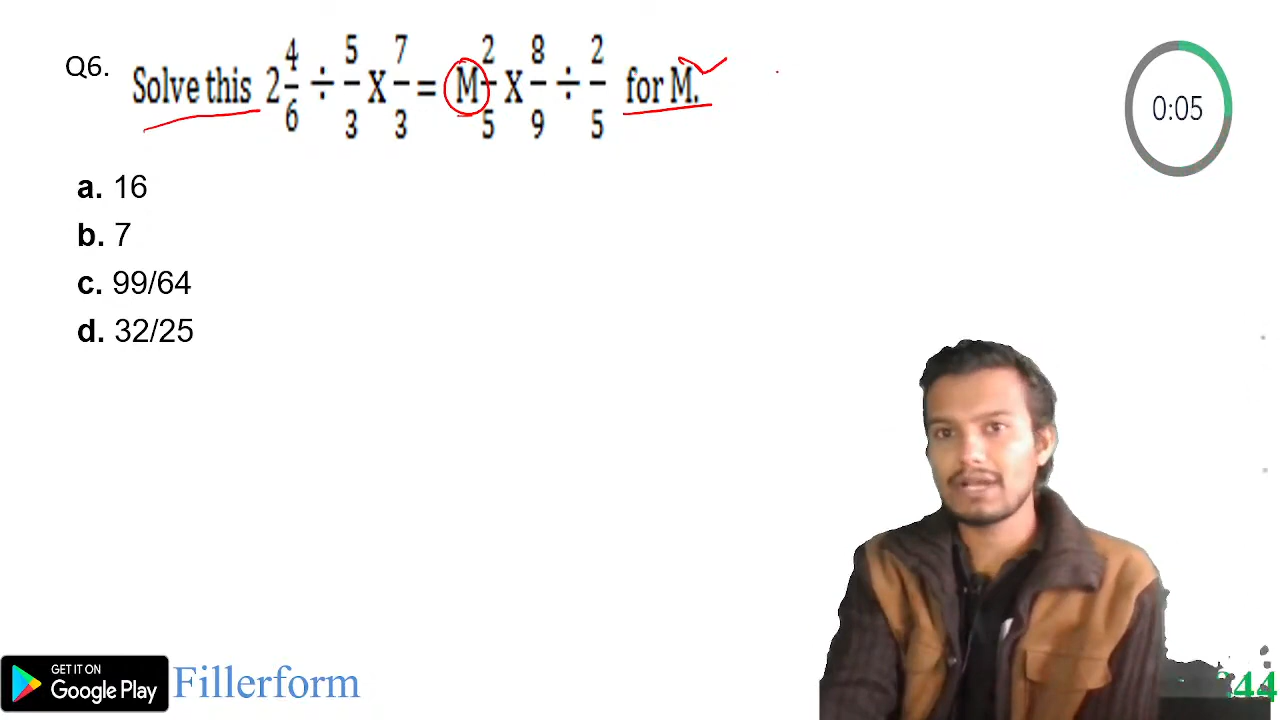 Q6. Solve this 2 4/6 ÷ 5/3 X 7/3 = M 2/5 X 8/9 ÷ 2/5 for M.
0:05
a. 16
b. 7
c. 99/64
d. 32/25
GET IT ON
Google Play
Fillerform
44